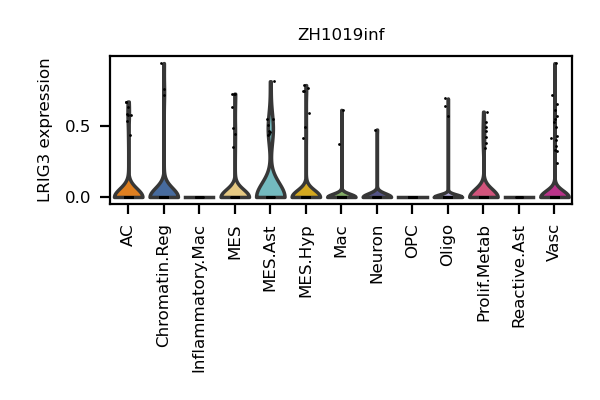 ZH1019inf
LRIG3 expression
0.5
0.0
AC
Chromatin.Reg
Inflammatory.Mac
MES
MES.Ast
MES.Hyp
Mac
Neuron
OPC
Oligo
Prolif.Metab
Reactive.Ast
Vasc